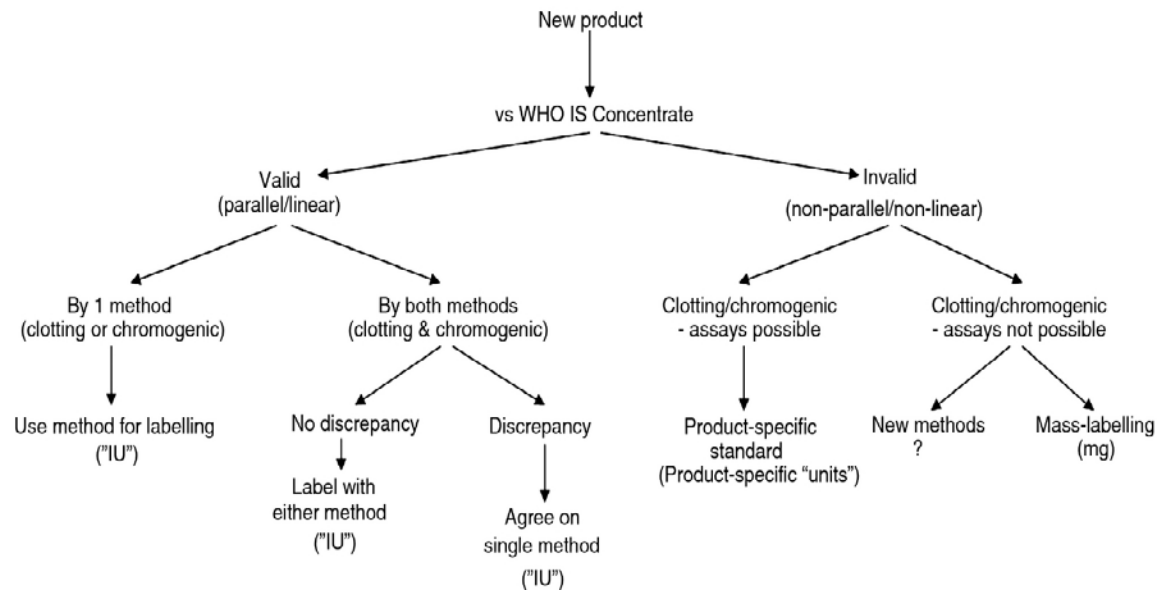 New product
vs WHO IS Concentrate
Valid
(parallel/linear)
Invalid
(non-parallel/non-linear)
By 1 method
(clotting or chromogenic)
By both methods
(clotting & chromogenic)
Clotting/chromogenic
- assays possible
Clotting/chromogenic
- assays not possible
Use method for labelling
("IU")
No discrepancy
Discrepancy
Product-specific
standard
(Product-specific “units”)
New methods
?
Mass-labelling
(mg)
Label with
either method
("IU")
Agree on
single method
("IU")